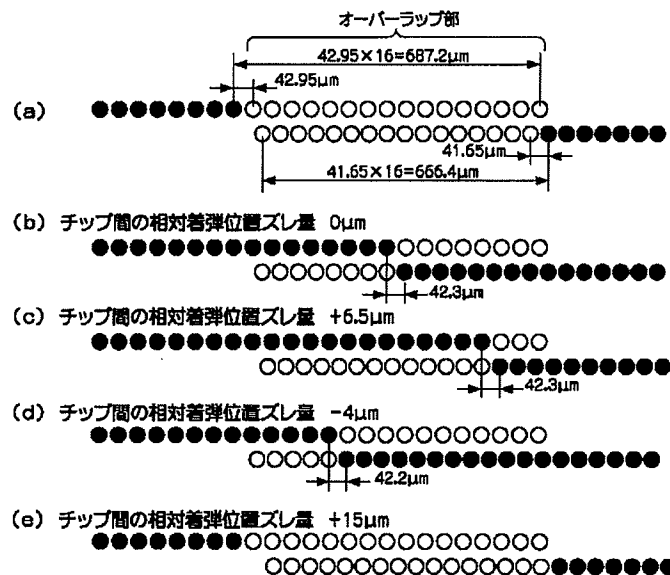 オーバーラップ部
42.95×16=687.2μm
42.95μm
(a)
41.65μm
41.65×16=666.4μm
(b) チップ間の相対着弾位置ズレ量 0μm
42.3μm
(c) チップ間の相対着弾位置ズレ量 +6.5μm
42.3μm
(d) チップ間の相対着弾位置ズレ量 -4μm
42.2μm
(e) チップ間の相対着弾位置ズレ量 +15μm